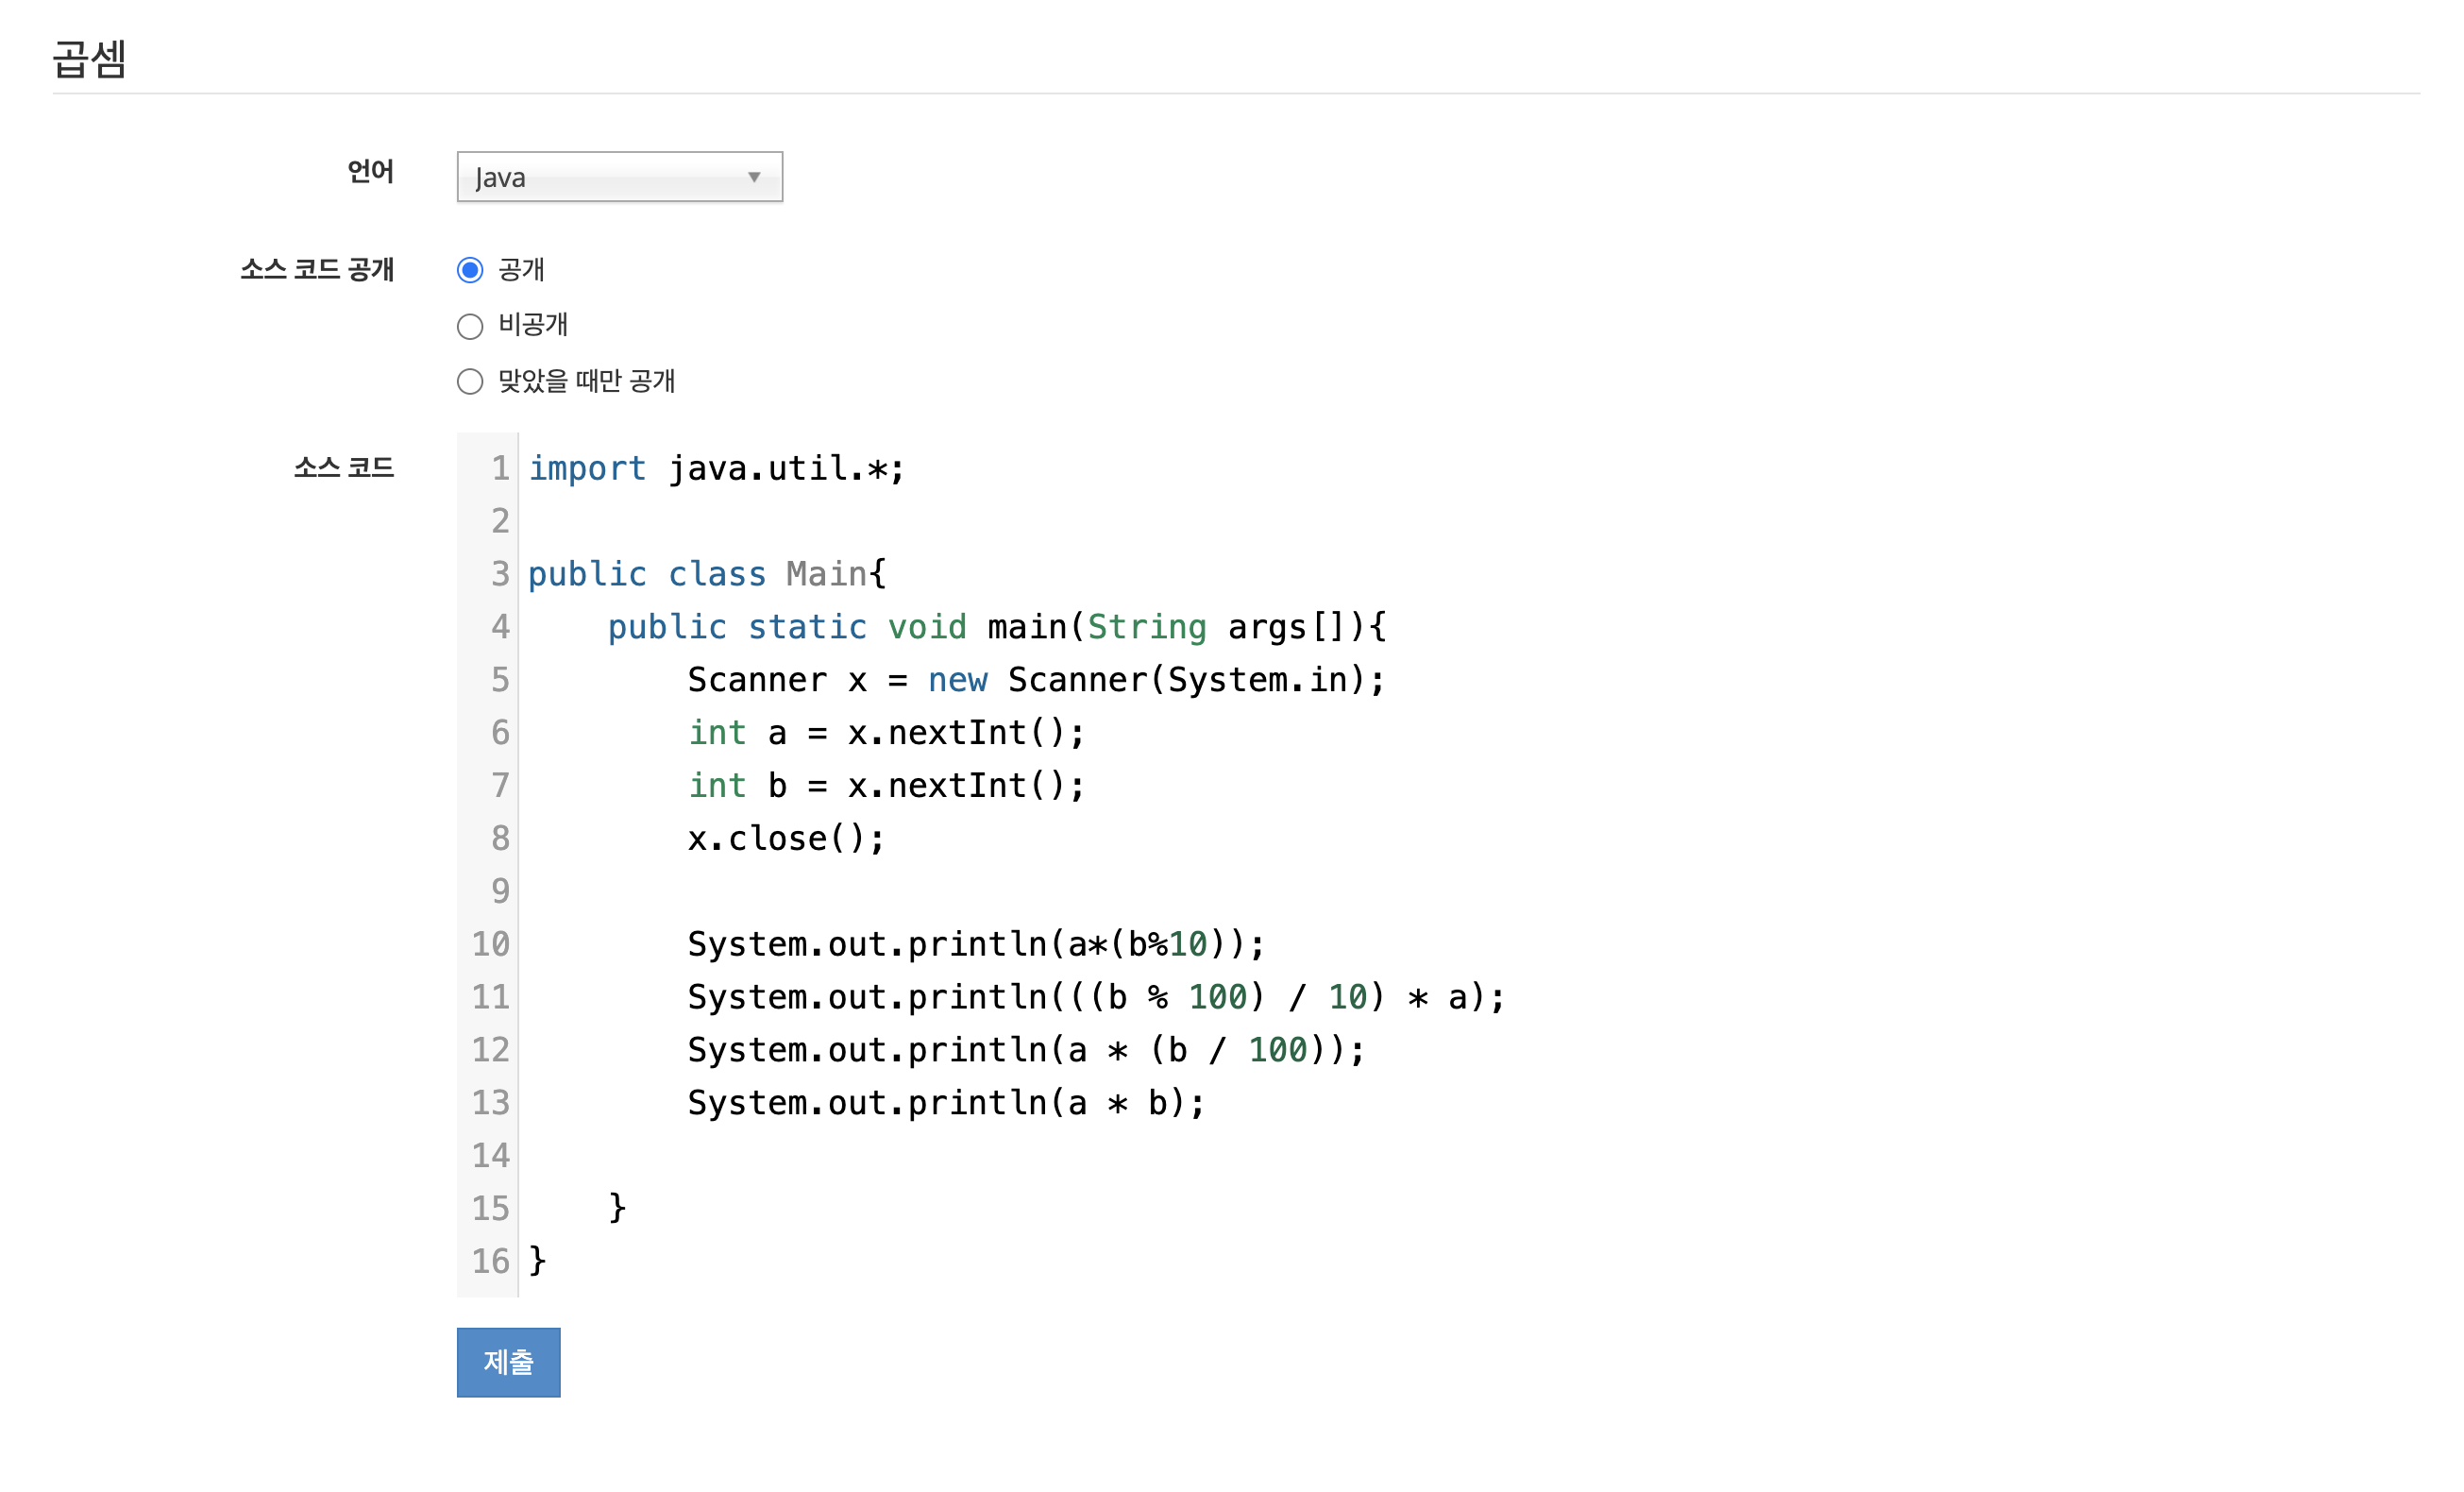 곱셈
언어
Java
소스 코드 공개
공개
비공개
맞았을 때만 공개
소스 코드
1 import java.util.*;
2
3 public class Main{
4     public static void main(String args[]){
5         Scanner x = new Scanner(System.in);
6         int a = x.nextInt();
7         int b = x.nextInt();
8         x.close();
9
10         System.out.println(a*(b%10));
11         System.out.println(((b % 100) / 10) * a);
12         System.out.println(a * (b / 100));
13         System.out.println(a * b);
14
15     }
16 }
제출